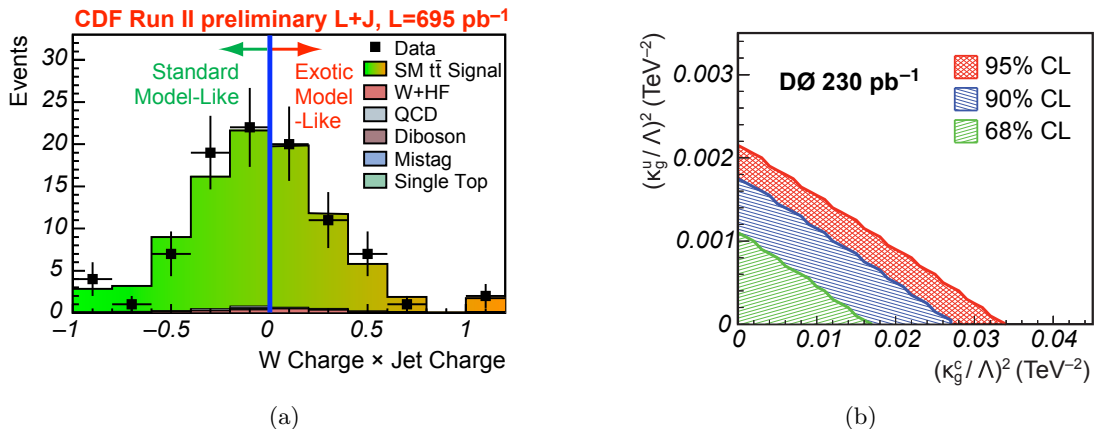 CDF Run II preliminary L+J, L=695 pb⁻¹
Events
30
25
20
15
10
5
0
Standard
Model-Like
Exotic
Model
-Like
Data
SM tt̄ Signal
W+HF
QCD
Diboson
Mistag
Single Top
−1
−0.5
0
0.5
1
W Charge × Jet Charge
(a)
(κᵘg / Λ)² (TeV⁻²)
0.003
0.002
0.001
0
DØ 230 pb⁻¹
95% CL
90% CL
68% CL
0
0.01
0.02
0.03
0.04
(κᶜg / Λ)² (TeV⁻²)
(b)